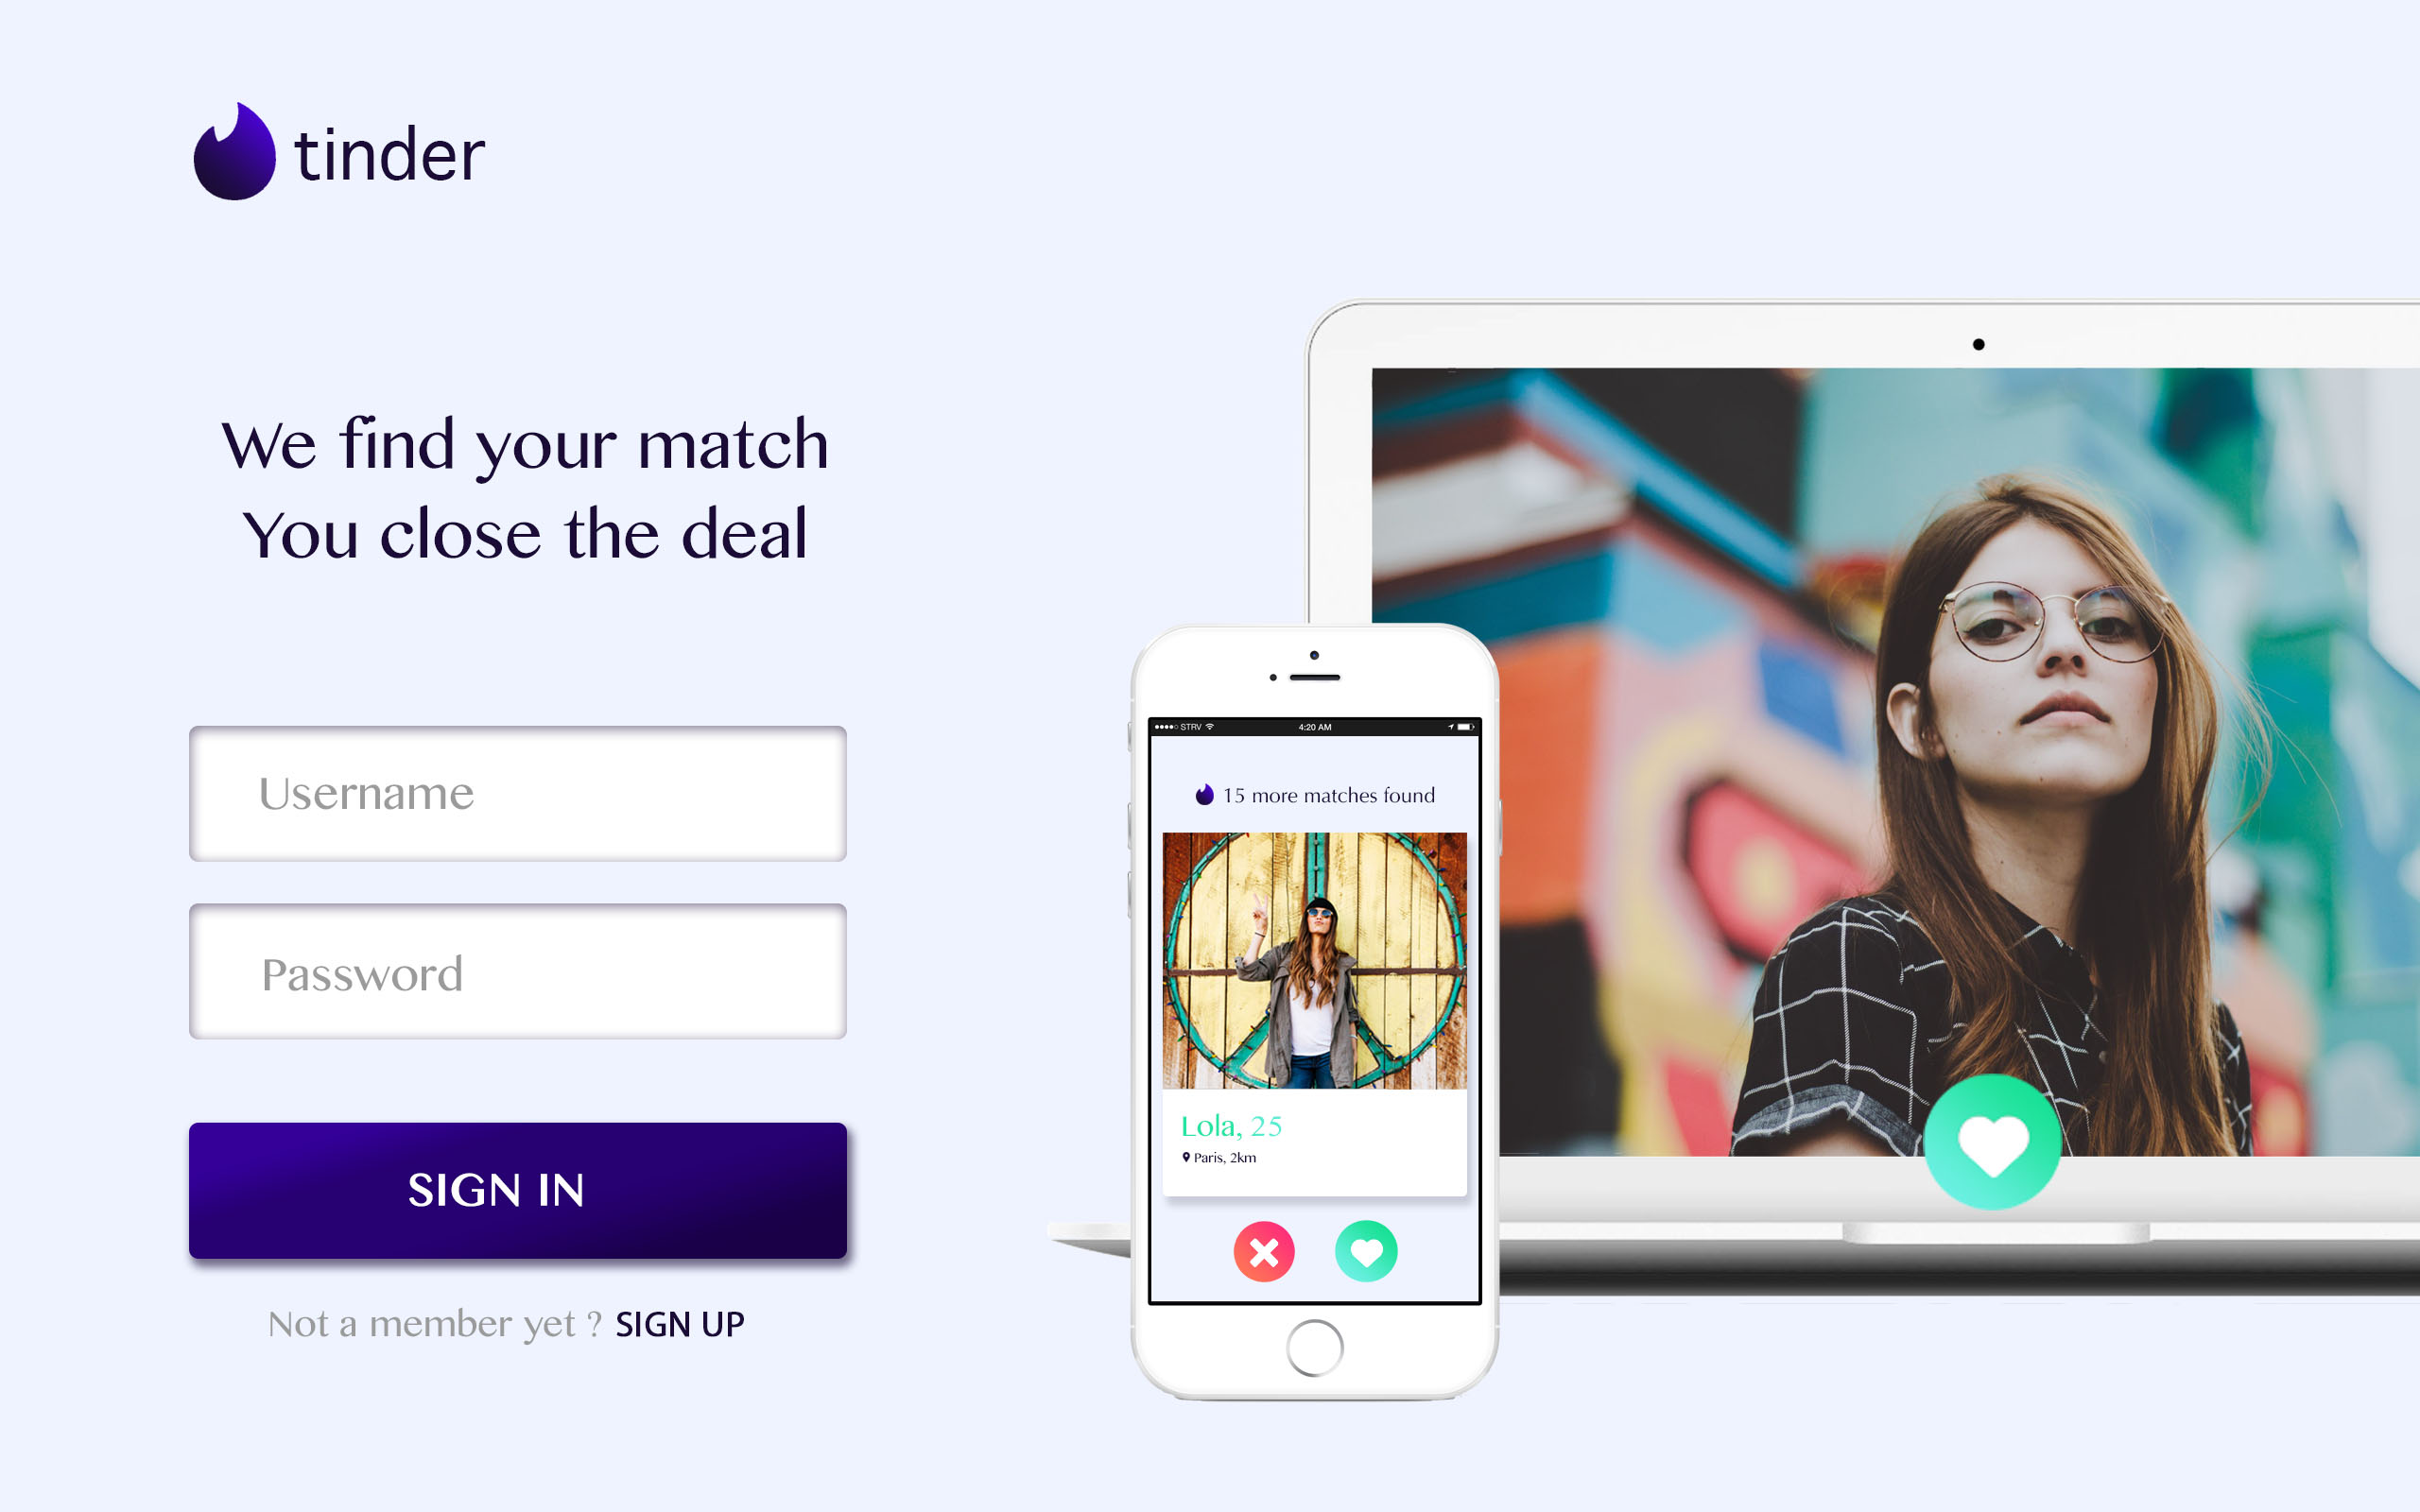 tinder
We find your match
You close the deal
Username
Password
SIGN IN
Not a member yet ? SIGN UP
STRV
4:20 AM
15 more matches found
Lola, 25
Paris, 2km